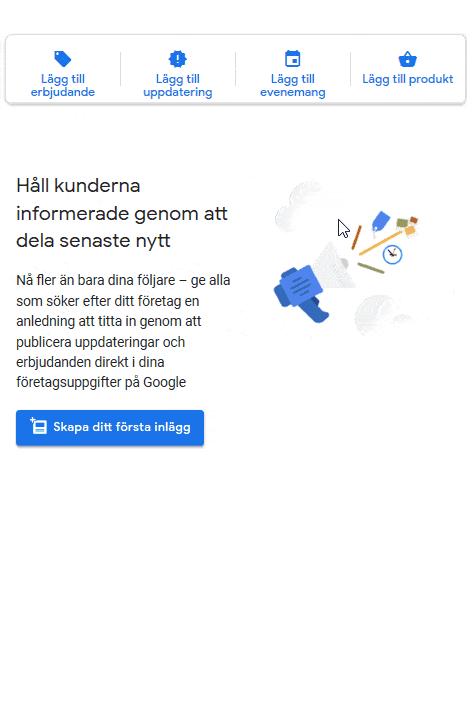 Lägg till
erbjudande
Lägg till
uppdatering
Lägg till
evenemang
Lägg till produkt
Håll kunderna
informerade genom att
dela senaste nytt
Nå fler än bara dina följare – ge alla
som söker efter ditt företag en
anledning att titta in genom att
publicera uppdateringar och
erbjudanden direkt i dina
företagsuppgifter på Google
Skapa ditt första inlägg